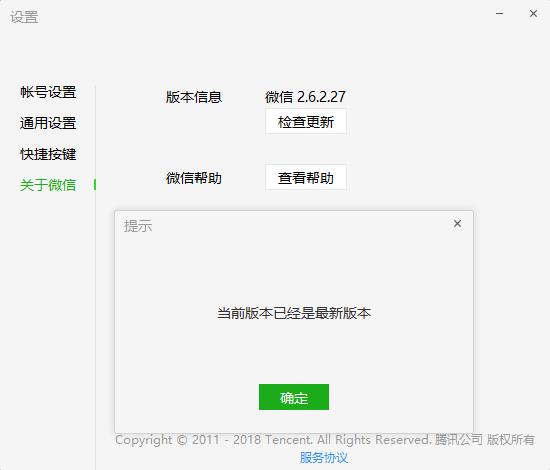 设置
帐号设置
通用设置
快捷按键
关于微信
版本信息
微信 2.6.2.27
检查更新
微信帮助
查看帮助
提示
当前版本已经是最新版本
确定
Copyright © 2011 - 2018 Tencent. All Rights Reserved. 腾讯公司 版权所有
服务协议